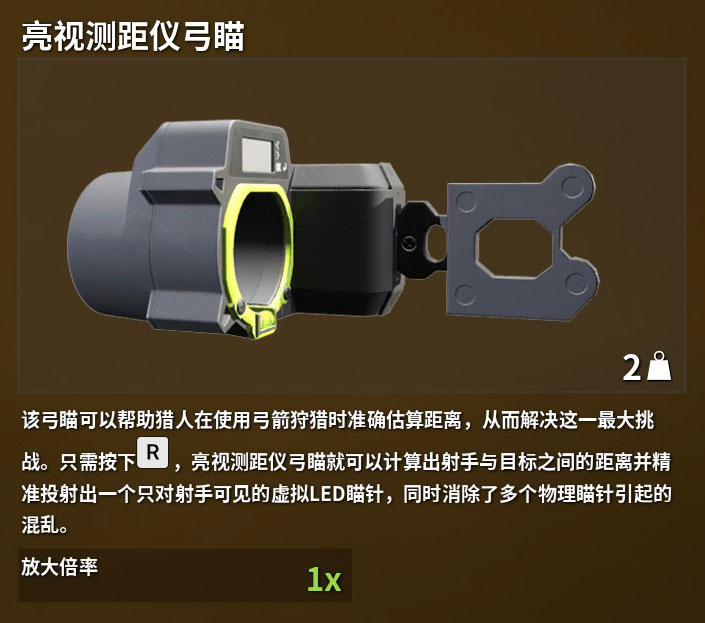 亮视测距仪弓瞄
2
该弓瞄可以帮助猎人在使用弓箭狩猎时准确估算距离，从而解决这一最大挑
战。只需按下 R ，亮视测距仪弓瞄就可以计算出射手与目标之间的距离并精
准投射出一个只对射手可见的虚拟LED瞄针，同时消除了多个物理瞄针引起的
混乱。
放大倍率
1x